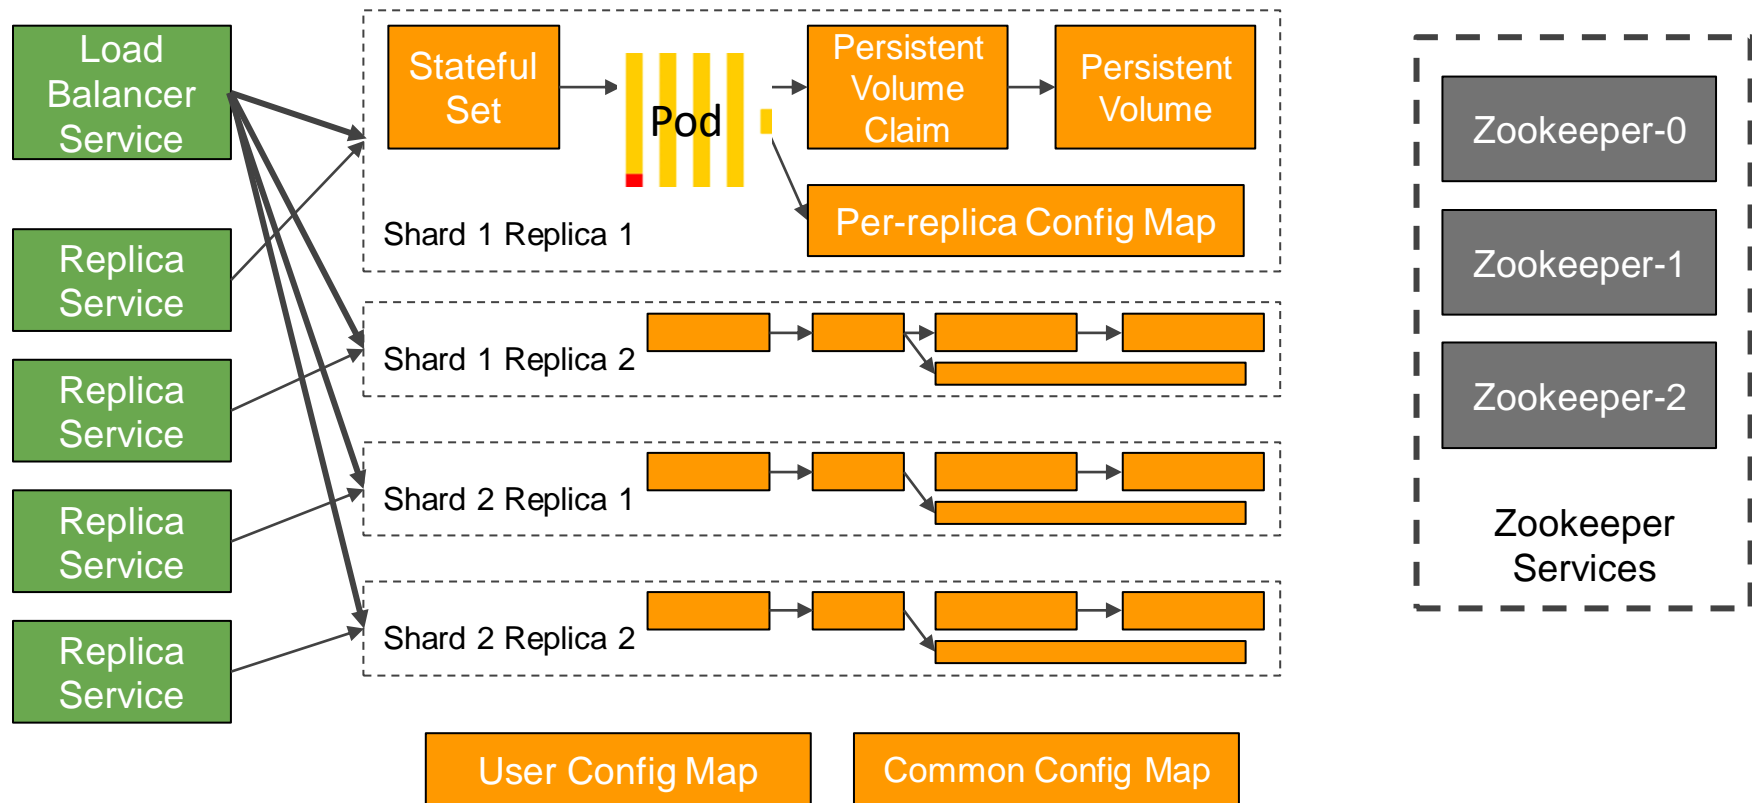 Load
Balancer
Service
Replica
Service
Replica
Service
Replica
Service
Replica
Service
Stateful
Set
Pod
Persistent
Volume
Claim
Persistent
Volume
Per-replica Config Map
Shard 1 Replica 1
Shard 1 Replica 2
Shard 2 Replica 1
Shard 2 Replica 2
User Config Map
Common Config Map
Zookeeper-0
Zookeeper-1
Zookeeper-2
Zookeeper
Services